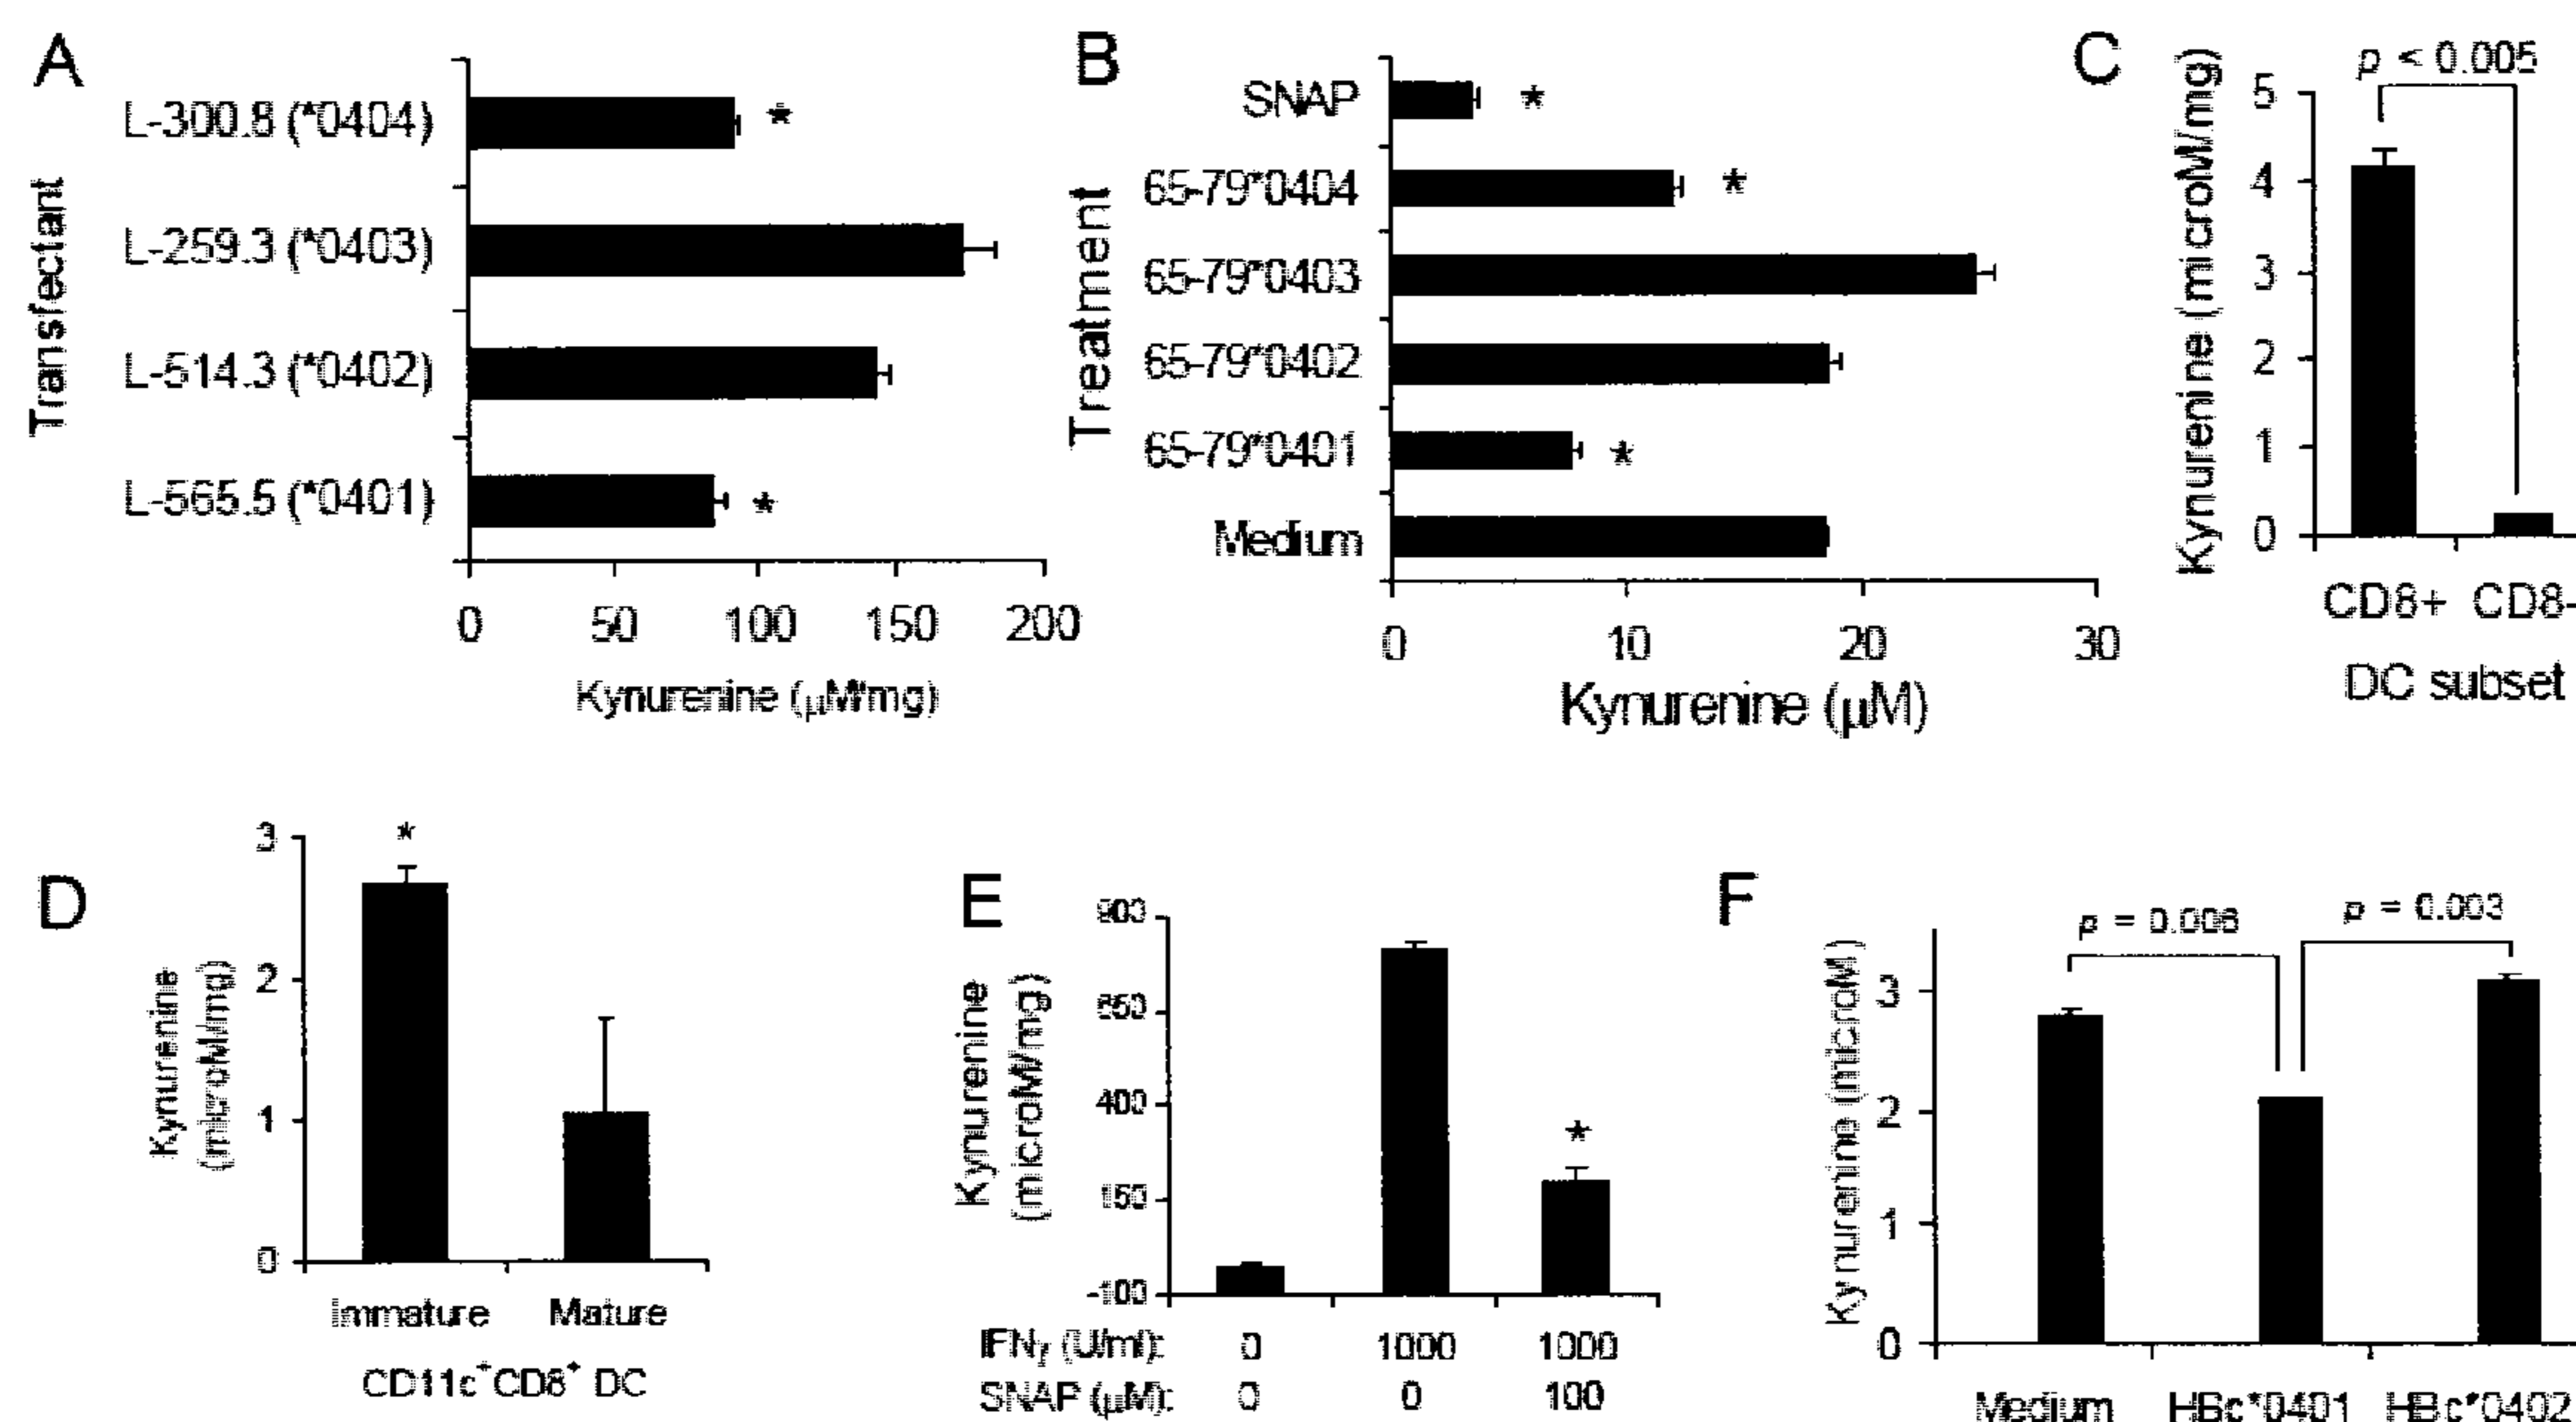 A
Transfectant
L-300.8 (*0404)
*
L-259.3 (*0403)
L-514.3 (*0402)
L-565.5 (*0401)
*
0 50 100 150 200
Kynurenine (μM/mg)
B
Treatment
SNAP
*
65-79*0404
*
65-79*0403
65-79*0402
65-79*0401
*
Medium
0 10 20 30
Kynurenine (μM)
C
p < 0.005
Kynurenine (microM/mg)
5
4
3
2
1
0
CD8+ CD8-
DC subset
D
*
Kynurenine
(microM/mg)
3
2
1
0
Immature Mature
CD11c+CD8+ DC
E
Kynurenine
(microM/mg)
900
650
400
150
-100
*
IFNγ (U/ml): 0 1000 1000
SNAP (μM): 0 0 100
F
p = 0.006
p = 0.003
Kynurenine (microM)
3
2
1
0
Medium HBc*0401 HBc*0402